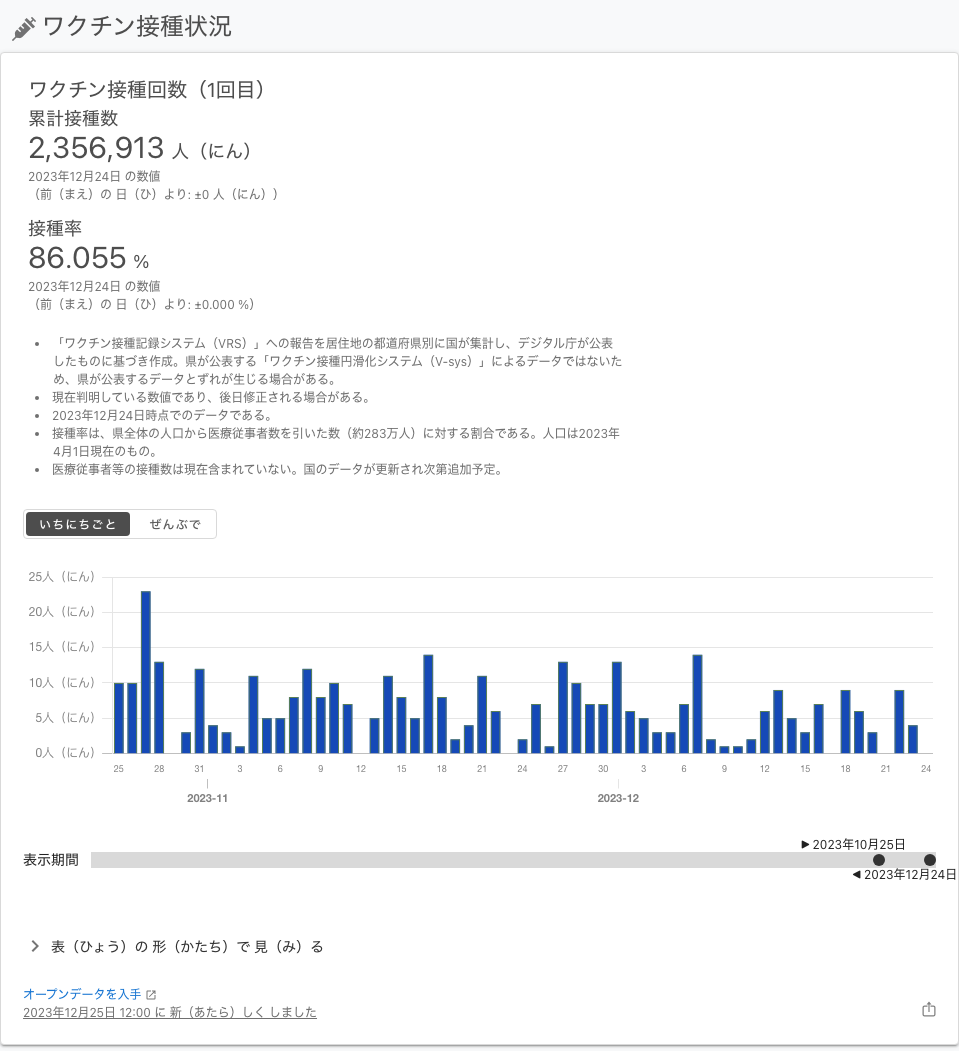 ワクチン接種状況
ワクチン接種回数（1回目）
累計接種数
2,356,913 人（にん）
2023年12月24日 の数値
（前（まえ）の 日（ひ）より: ±0 人（にん））
接種率
86.055 %
2023年12月24日 の数値
（前（まえ）の 日（ひ）より: ±0.000 %）
• 「ワクチン接種記録システム（VRS）」への報告を居住地の都道府県別に国が集計し、デジタル庁が公表
したものに基づき作成。県が公表する「ワクチン接種円滑化システム（V-sys）」によるデータではないた
め、県が公表するデータとずれが生じる場合がある。
• 現在判明している数値であり、後日修正される場合がある。
• 2023年12月24日時点でのデータである。
• 接種率は、県全体の人口から医療従事者数を引いた数（約283万人）に対する割合である。人口は2023年
4月1日現在のもの。
• 医療従事者等の接種数は現在含まれていない。国のデータが更新され次第追加予定。
いちにちごと ぜんぶで
25人（にん）
20人（にん）
15人（にん）
10人（にん）
5人（にん）
0人（にん）
25 28 31 3 6 9 12 15 18 21 24 27 30 3 6 9 12 15 18 21 24
2023-11 2023-12
▶ 2023年10月25日
表示期間
◀ 2023年12月24日
表（ひょう）の 形（かたち）で 見（み）る
オープンデータを入手
2023年12月25日 12:00 に 新（あたら）しく しました